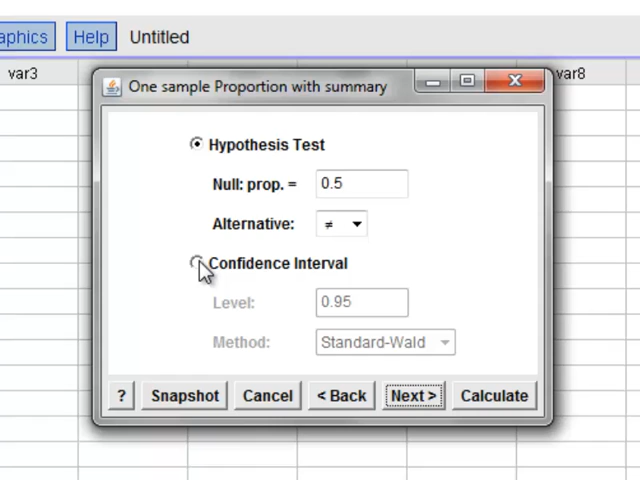 aphics Help Untitled
var3 var8
One sample Proportion with summary
Hypothesis Test
Null: prop. = 0.5
Alternative: ≠
Confidence Interval
Level: 0.95
Method: Standard-Wald
? Snapshot Cancel < Back Next > Calculate